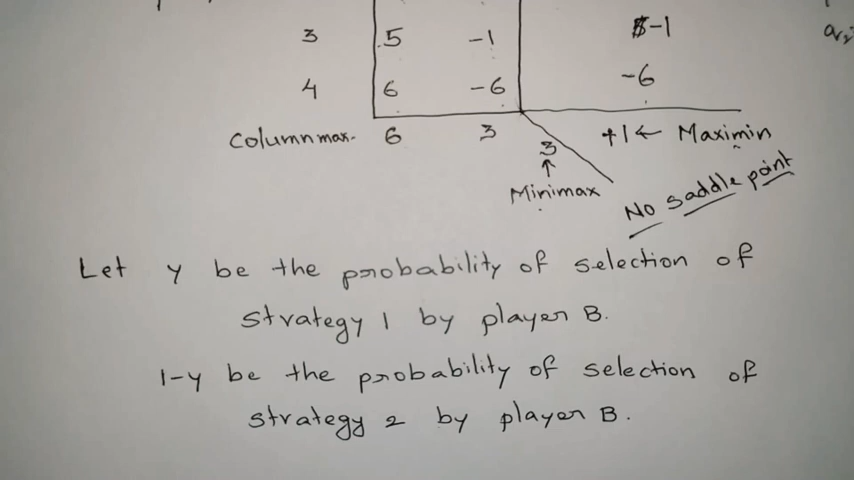 3 5 -1 -1
4 6 -6 -6
Column max. 6 3 +1 ← Maximin
3
↑
Minimax
No saddle point
Let y be the probability of selection of
strategy 1 by player B.
1-y be the probability of selection of
strategy 2 by player B.